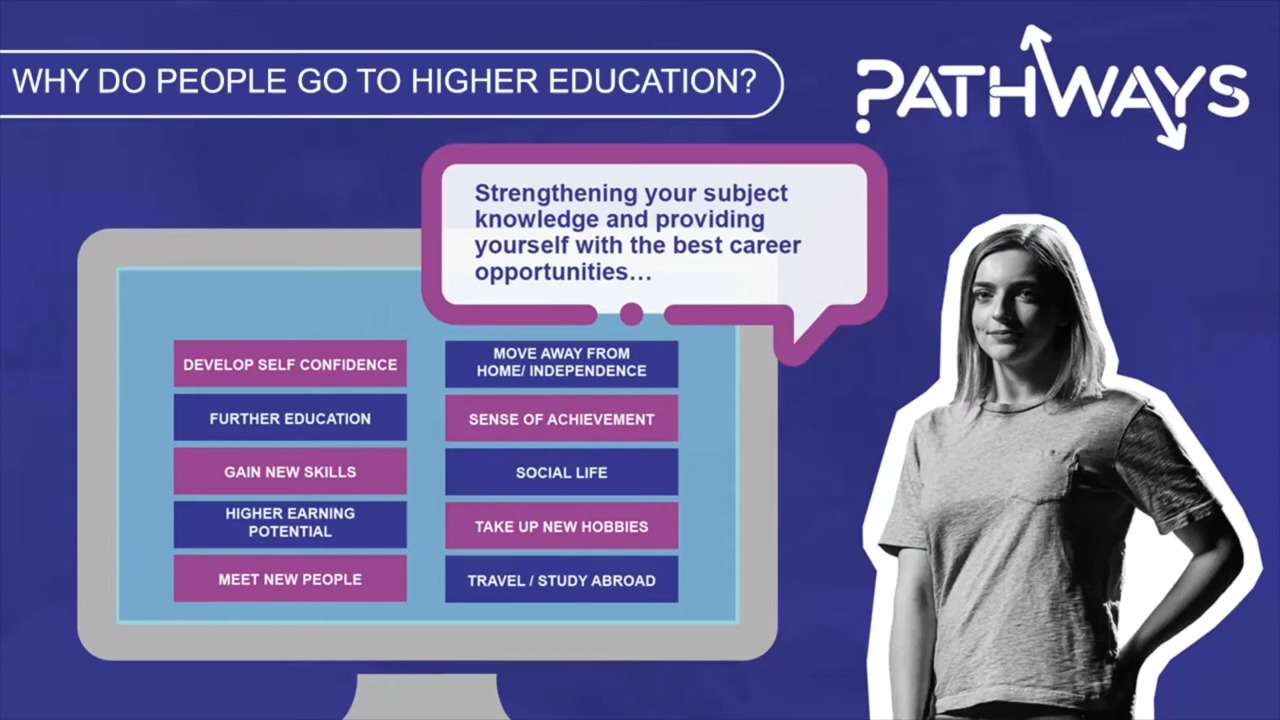 WHY DO PEOPLE GO TO HIGHER EDUCATION?
PATHWAYS
Strengthening your subject
knowledge and providing
yourself with the best career
opportunities…
DEVELOP SELF CONFIDENCE
FURTHER EDUCATION
GAIN NEW SKILLS
HIGHER EARNING
POTENTIAL
MEET NEW PEOPLE
MOVE AWAY FROM
HOME/ INDEPENDENCE
SENSE OF ACHIEVEMENT
SOCIAL LIFE
TAKE UP NEW HOBBIES
TRAVEL / STUDY ABROAD